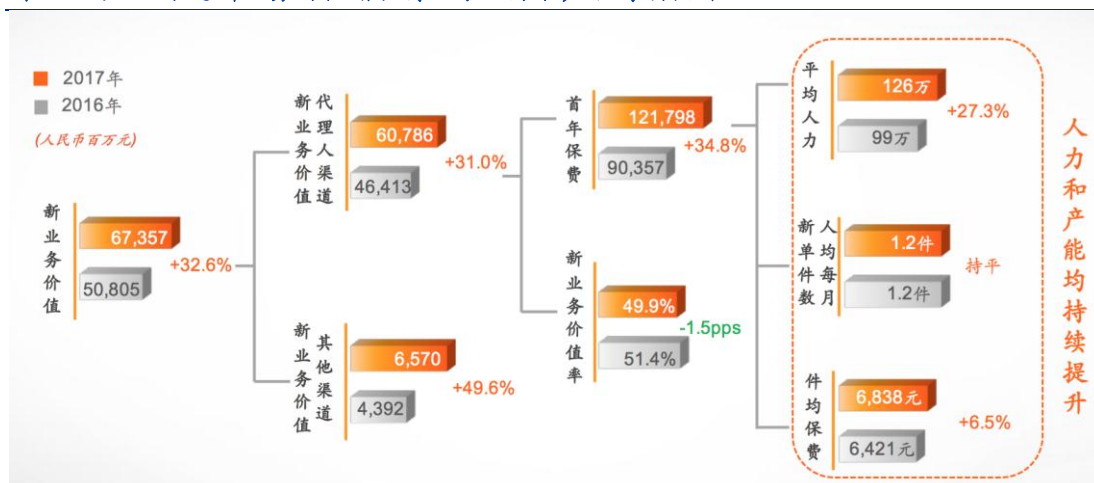 2017年
2016年
(人民币百万元)
新业务价值
67,357
50,805
+32.6%
代理人渠道
新业务价值
60,786
46,413
+31.0%
其他渠道
新业务价值
6,570
4,392
+49.6%
首年保费
121,798
90,357
+34.8%
新业务价值率
49.9%
51.4%
-1.5pps
平均人力
126万
99万
+27.3%
人均每月
新单件数
1.2件
1.2件
持平
件均保费
6,838元
6,421元
+6.5%
人力和产能均持续提升